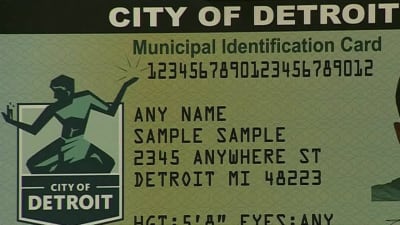 CITY OF DETROIT
Municipal Identification Card
1234567890123456789012
ANY NAME
SAMPLE SAMPLE
2345 ANYWHERE ST
DETROIT MI 48223
HGT:5'8" EYES:ANY
CITY OF
DETROIT